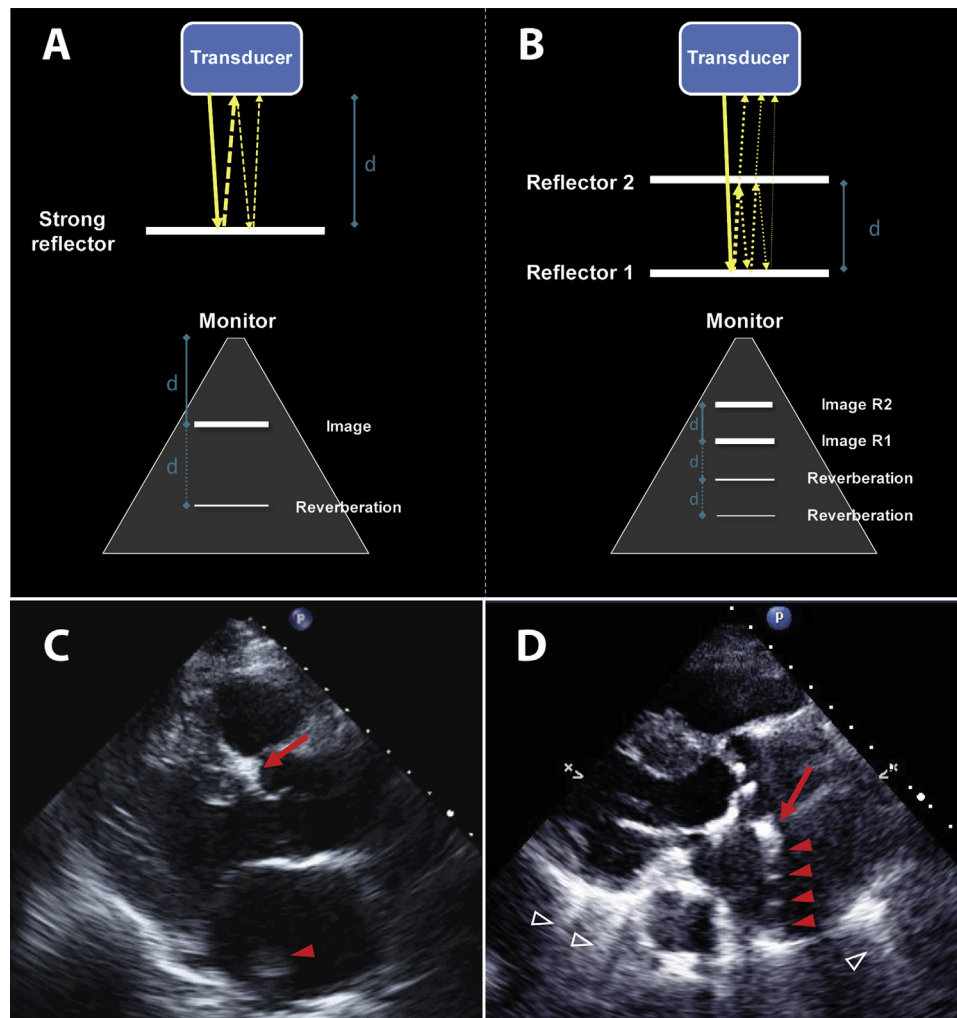 A
Transducer
d
Strong
reflector
Monitor
d
Image
d
Reverberation
B
Transducer
Reflector 2
d
Reflector 1
Monitor
Image R2
d
Image R1
d
Reverberation
d
Reverberation
C
P
D
P